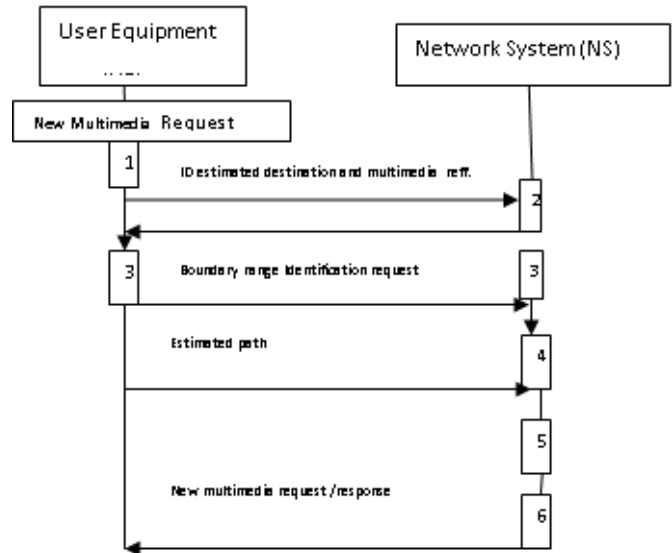 User Equipment
Network System (NS)
New Multimedia Request
1
ID estimated destination and multimedia reff.
2
3
Boundary range Identification request
3
Estimated path
4
5
New multimedia request /response
6